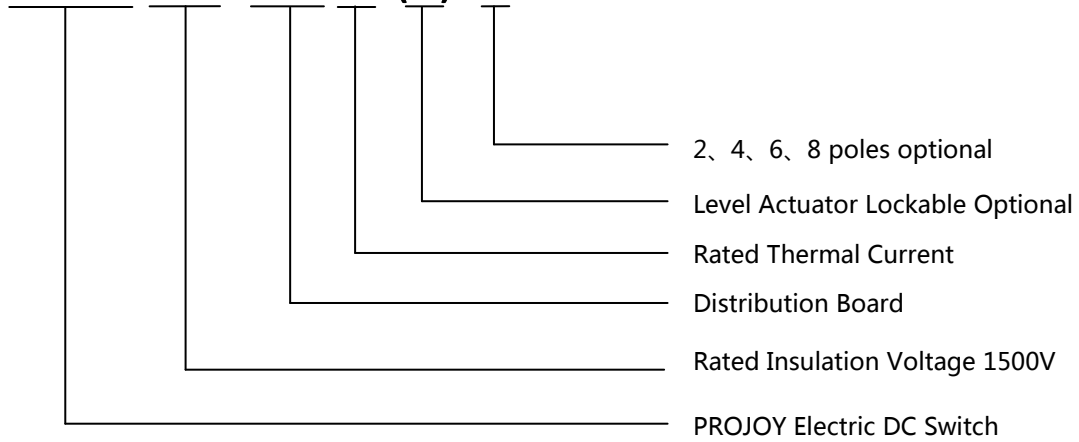 2、4、6、8 poles optional
Level Actuator Lockable Optional
Rated Thermal Current
Distribution Board
Rated Insulation Voltage 1500V
PROJOY Electric DC Switch